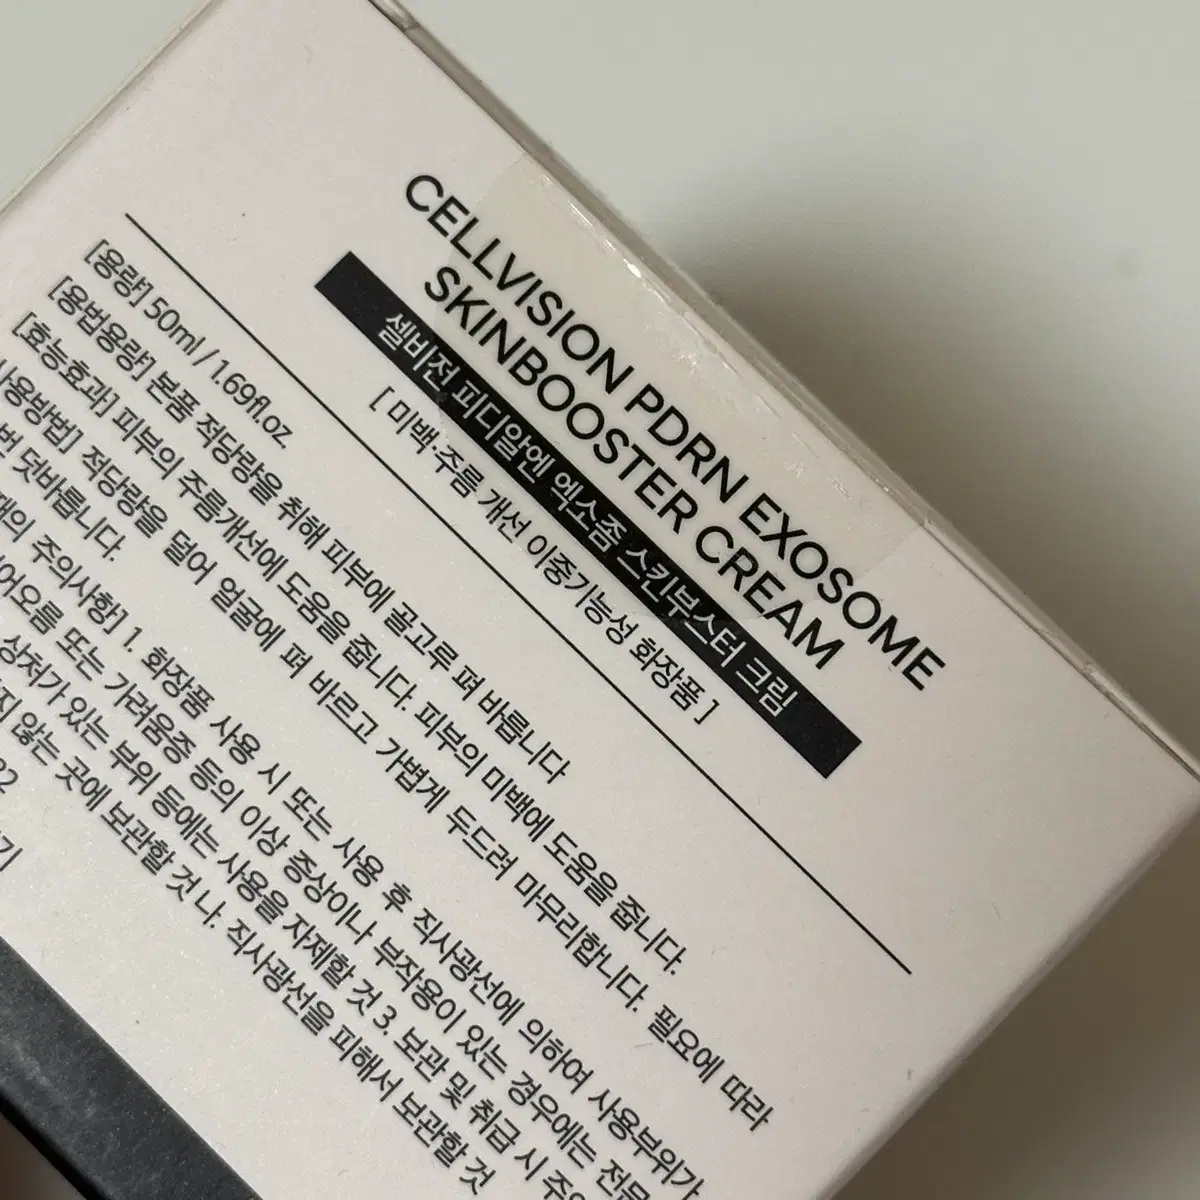 CELLVISION PDRN EXOSOME
SKINBOOSTER CREAM
셀비전 피디알엔 엑소좀 스킨부스터 크림
[ 미백·주름 개선 이중기능성 화장품 ]
[용량] 50ml / 1.69fl.oz
[용법용량] 본품 적당량을 취해 피부에 골고루 펴 바릅니다
[효능효과] 피부의 주름개선에 도움을 줍니다. 피부의 미백에 도움을 줍니다.
사용방법] 적당량을 덜어 얼굴에 펴 바르고 가볍게 두드려 마무리합니다. 필요에 따라
번 덧바릅니다.
의 주의사항] 1. 화장품 사용 시 또는 사용 후 직사광선에 의하여 사용부위가
어오름 또는 가려움증 등의 이상 증상이나 부작용이 있는 경우에는 전문
상처가 있는 부위 등에는 사용을 자제할 것 3. 보관 및 취급 시 주의
지 않는 곳에 보관할 것 나. 직사광선을 피해서 보관할 것